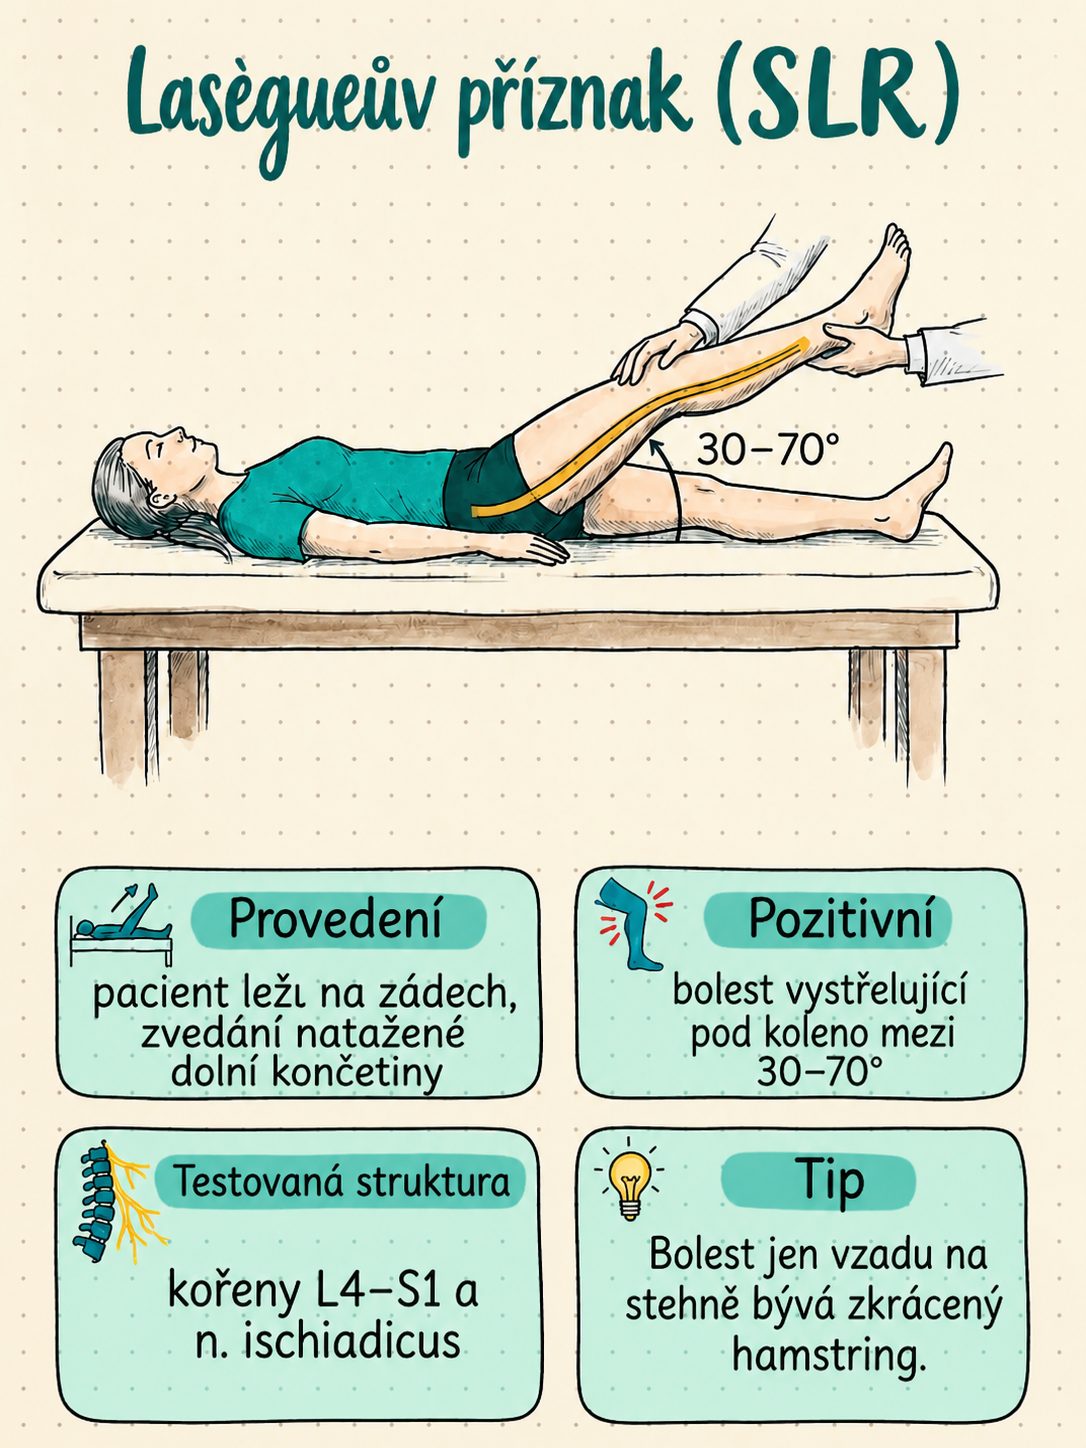 Lasègueův příznak (SLR)
30–70°
Provedení
pacient ležı na zádech,
zvedání natažené
dolní končetiny
Pozitivní
bolest vystřelující
pod koleno mezi
30–70°
Testovaná struktura
kořeny L4–S1 a
n. ischiadicus
Tip
Bolest jen vzadu na
stehně bývá zkrácený
hamstring.